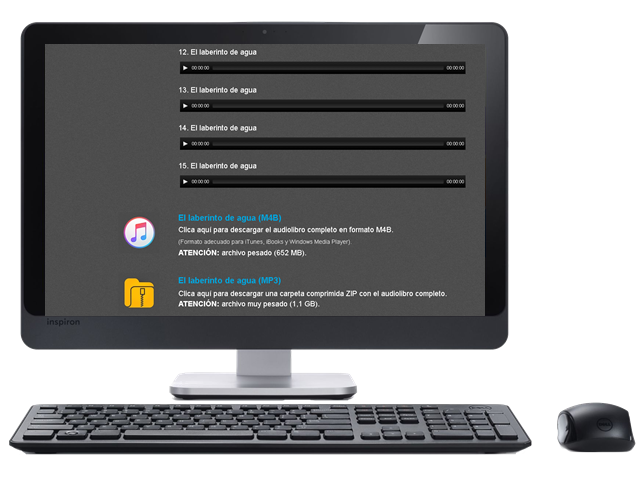 12. El laberinto de agua
00:00:00 00:00:00
13. El laberinto de agua
00:00:00 00:00:00
14. El laberinto de agua
00:00:00 00:00:00
15. El laberinto de agua
00:00:00 00:00:00
El laberinto de agua (M4B)
Clica aquí para descargar el audiolibro completo en formato M4B.
(Formato adecuado para iTunes, iBooks y Windows Media Player)
ATENCIÓN: archivo pesado (652 MB).
El laberinto de agua (MP3)
Clica aquí para descargar una carpeta comprimida ZIP con el audiolibro completo.
ATENCIÓN: archivo muy pesado (1,1 GB).
inspiron